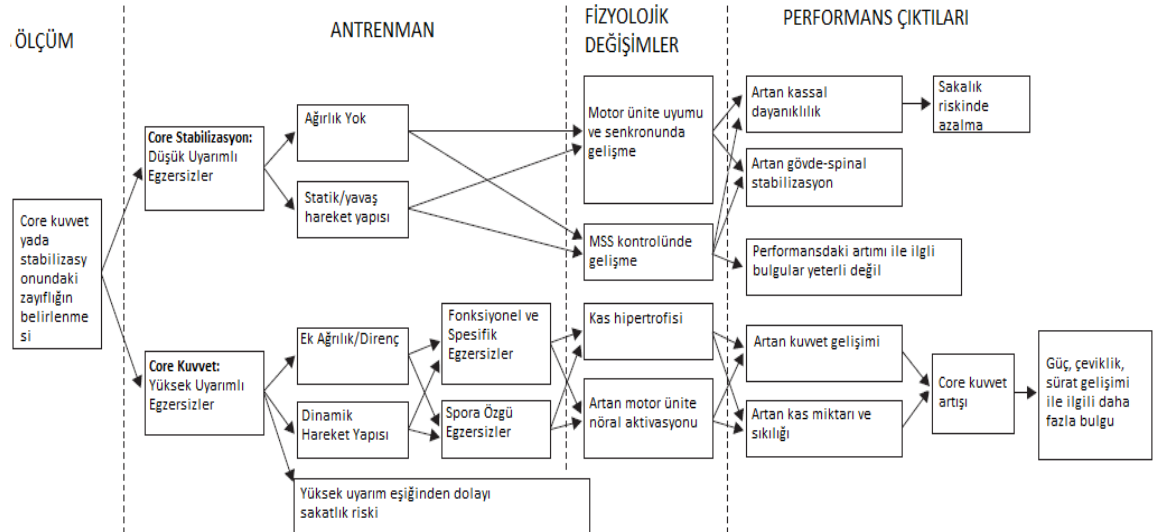 ÖLÇÜM
ANTRENMAN
FİZYOLOJİK
DEĞİŞİMLER
PERFORMANS ÇIKTILARI
Core kuvvet
yada
stabilizasy
onundaki
zayıflığın
belirlenme
si
Core Stabilizasyon:
Düşük Uyarımlı
Egzersizler
Ağırlık Yok
Statik/yavaş
hareket yapısı
Motor ünite uyumu
ve senkronunda
gelişme
MSS kontrolünde
gelişme
Artan kassal
dayanıklılık
Sakalık
riskinde
azalma
Artan gövde-spinal
stabilizasyon
Performansdaki artımı ile ilgli
bulgular yeterli değil
Core Kuvvet:
Yüksek Uyarımlı
Egzersizler
Ek Ağrılık/Direnç
Dinamik
Hareket Yapısı
Yüksek uyarım eşiğinden dolayı
sakatlık riski
Fonksiyonel ve
Spesifik
Egzersizler
Spora Özgü
Egzersizler
Kas hipertrofisi
Artan motor ünite
nöral aktivasyonu
Artan kuvvet gelişimi
Artan kas miktarı ve
sıkılığı
Core kuvvet
artışı
Güç, çeviklik,
sürat gelişimi
ile ilgili daha
fazla bulgu